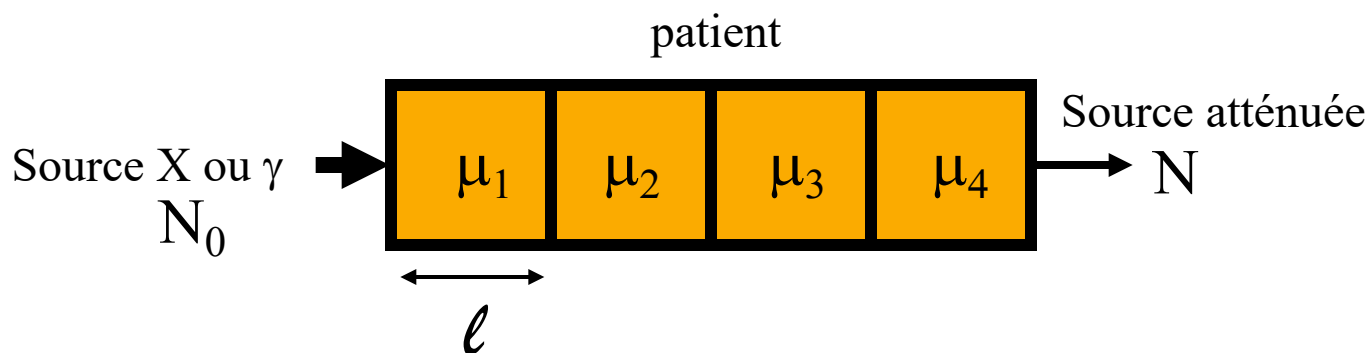 patient
Source X ou γ
N₀
μ₁ μ₂ μ₃ μ₄
Source atténuée
N
ℓ